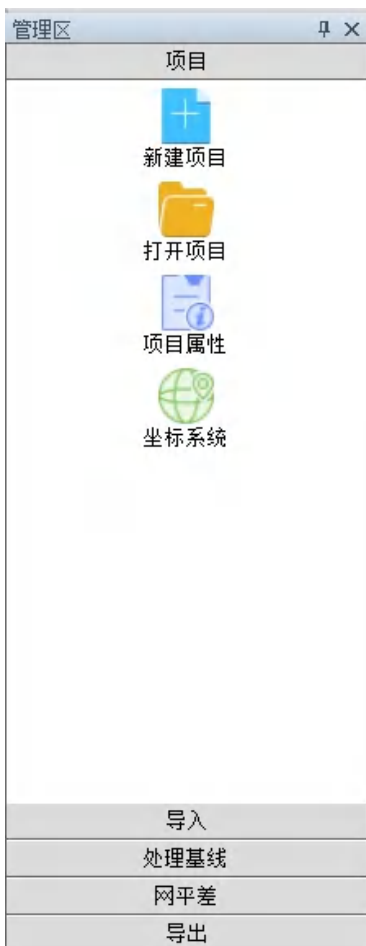 管理区
项目
新建项目
打开项目
项目属性
坐标系统
导入
处理基线
网平差
导出